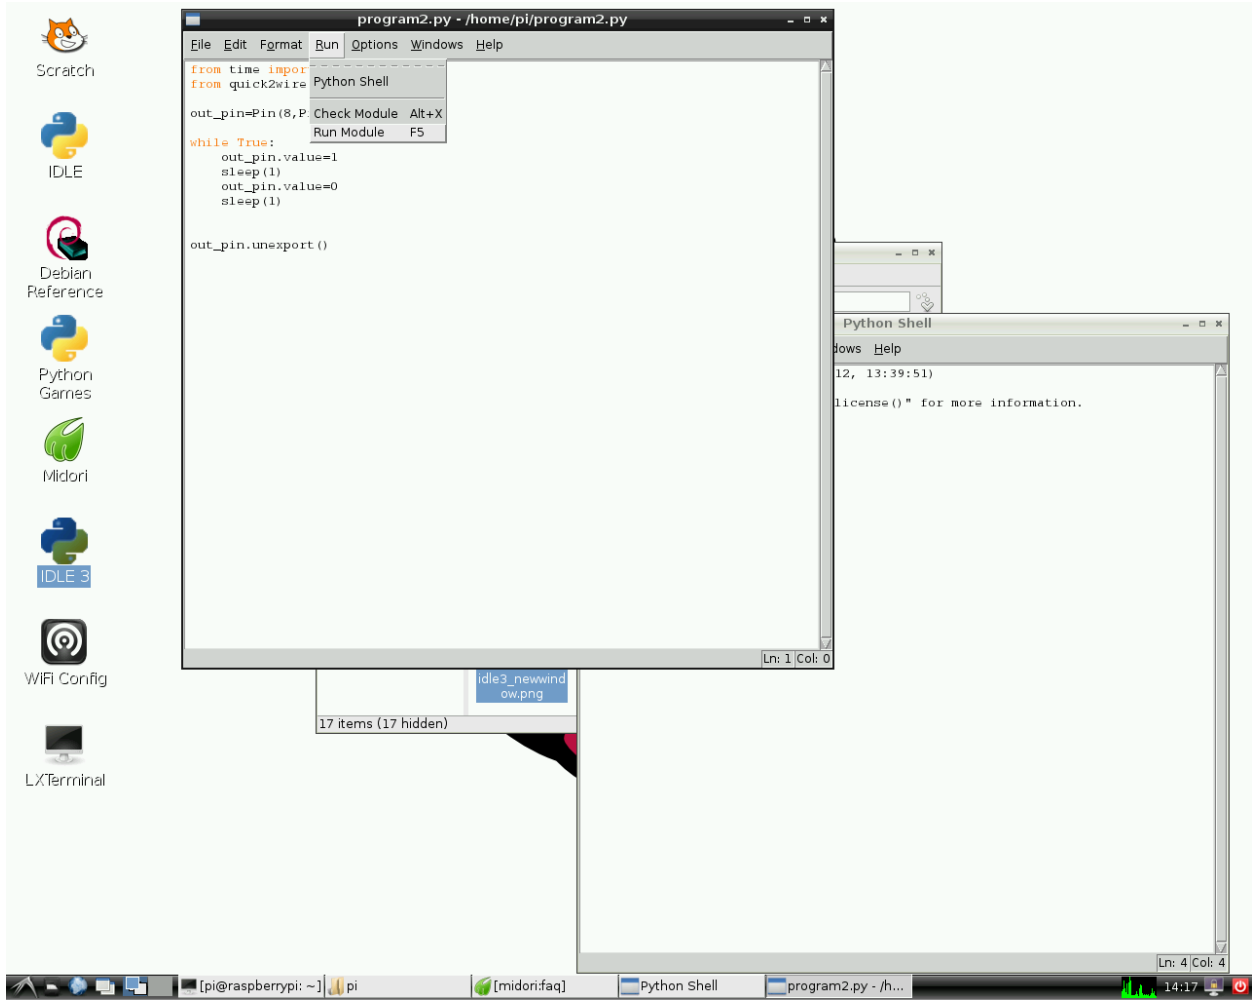 program2.py - /home/pi/program2.py
File Edit Format Run Options Windows Help
from time impor
from quick2wire
out_pin=Pin(8,P
while True:
out_pin.value=1
sleep(1)
out_pin.value=0
sleep(1)
out_pin.unexport()
Python Shell
Check Module Alt+X
Run Module F5
Ln: 1 Col: 0
Scratch
IDLE
Debian
Reference
Python
Games
Midori
IDLE 3
WiFi Config
LXTerminal
Python Shell
dows Help
12, 13:39:51)
license()" for more information.
Ln: 4 Col: 4
idle3_newwind
ow.png
17 items (17 hidden)
[pi@raspberrypi: ~] pi [midori:faq] Python Shell program2.py - /h... 14:17